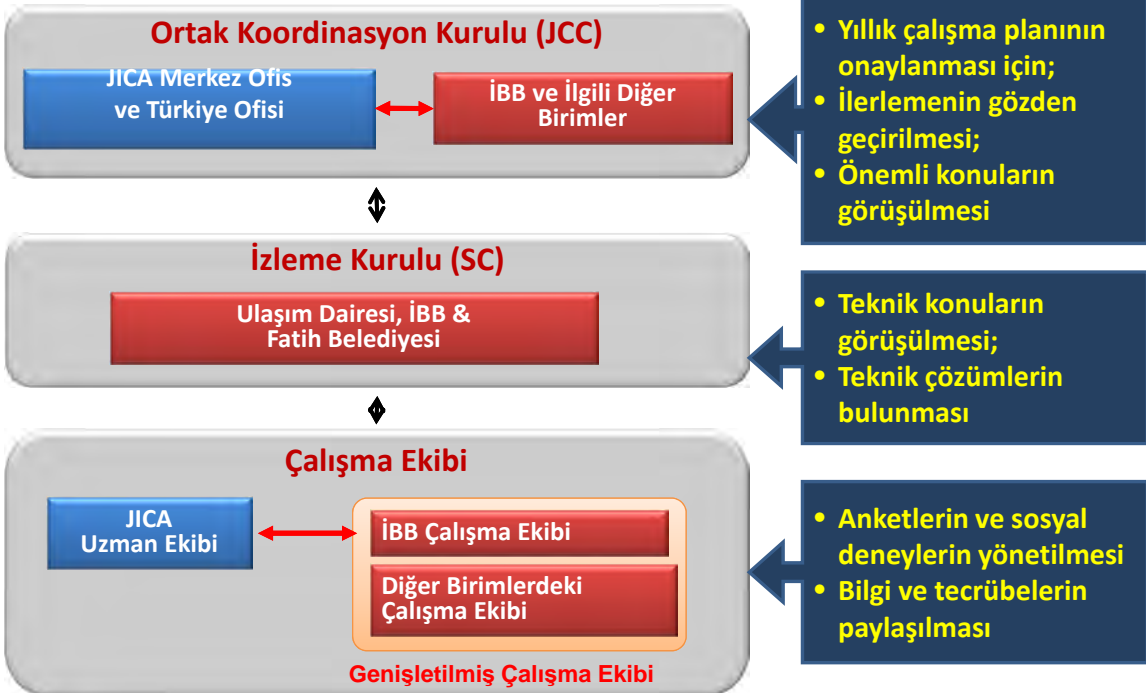 Ortak Koordinasyon Kurulu (JCC)
JICA Merkez Ofis
ve Türkiye Ofisi
İBB ve İlgili Diğer
Birimler
• Yıllık çalışma planının
onaylanması için;
• İlerlemenin gözden
geçirilmesi;
• Önemli konuların
görüşülmesi
İzleme Kurulu (SC)
Ulaşım Dairesi, İBB &
Fatih Belediyesi
• Teknik konuların
görüşülmesi;
• Teknik çözümlerin
bulunması
Çalışma Ekibi
JICA
Uzman Ekibi
İBB Çalışma Ekibi
Diğer Birimlerdeki
Çalışma Ekibi
Genişletilmiş Çalışma Ekibi
• Anketlerin ve sosyal
deneylerin yönetilmesi
• Bilgi ve tecrübelerin
paylaşılması